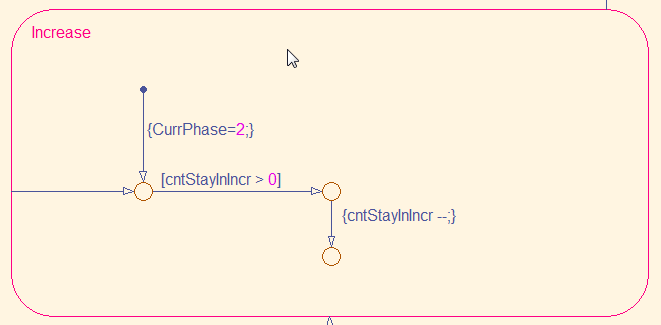 Increase
{CurrPhase=2;}
[cntStayInIncr > 0]
{cntStayInIncr --;}